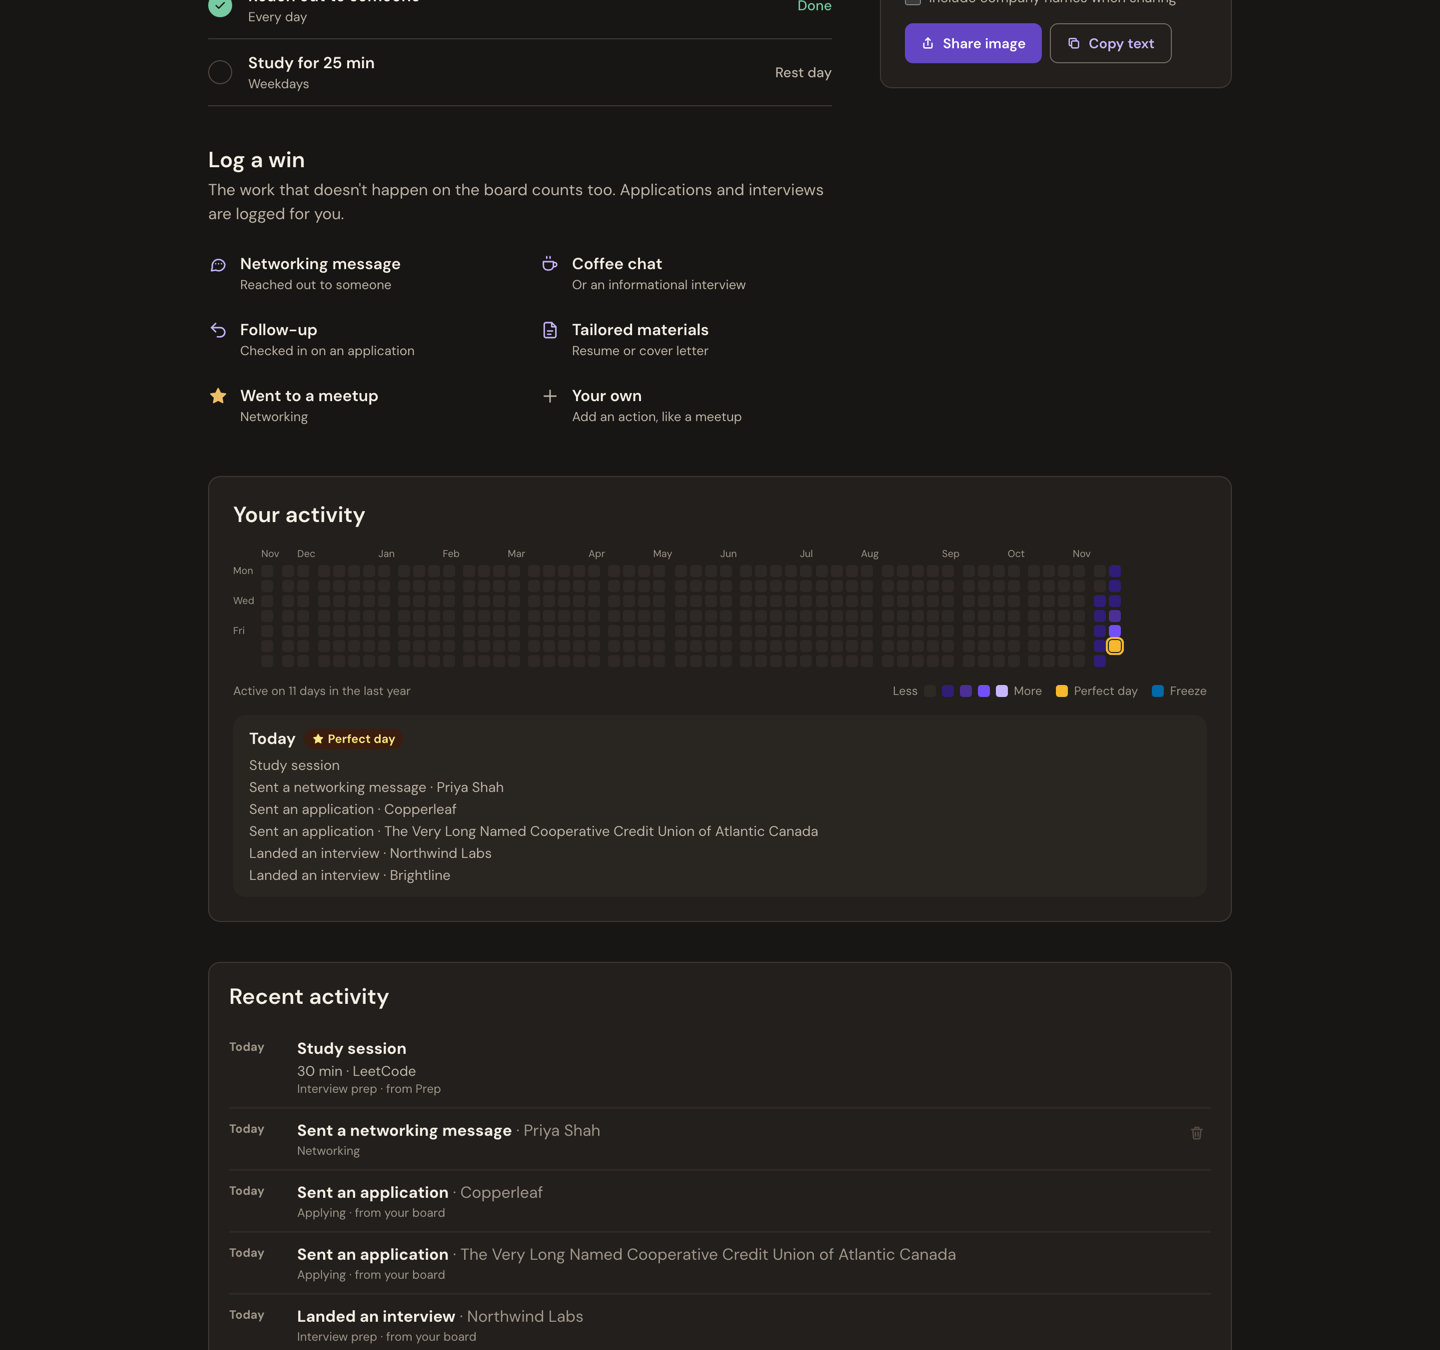 Reach out to someone
Every day
Done
Study for 25 min
Weekdays
Rest day
Include company names when sharing
Share image
Copy text
Log a win
The work that doesn't happen on the board counts too. Applications and interviews
are logged for you.
Networking message
Reached out to someone
Coffee chat
Or an informational interview
Follow-up
Checked in on an application
Tailored materials
Resume or cover letter
Went to a meetup
Networking
Your own
Add an action, like a meetup
Your activity
Nov Dec Jan Feb Mar Apr May Jun Jul Aug Sep Oct Nov
Mon
Wed
Fri
Active on 11 days in the last year
Less More Perfect day Freeze
Today Perfect day
Study session
Sent a networking message · Priya Shah
Sent an application · Copperleaf
Sent an application · The Very Long Named Cooperative Credit Union of Atlantic Canada
Landed an interview · Northwind Labs
Landed an interview · Brightline
Recent activity
Today Study session
30 min · LeetCode
Interview prep · from Prep
Today Sent a networking message · Priya Shah
Networking
Today Sent an application · Copperleaf
Applying · from your board
Today Sent an application · The Very Long Named Cooperative Credit Union of Atlantic Canada
Applying · from your board
Today Landed an interview · Northwind Labs
Interview prep · from your board